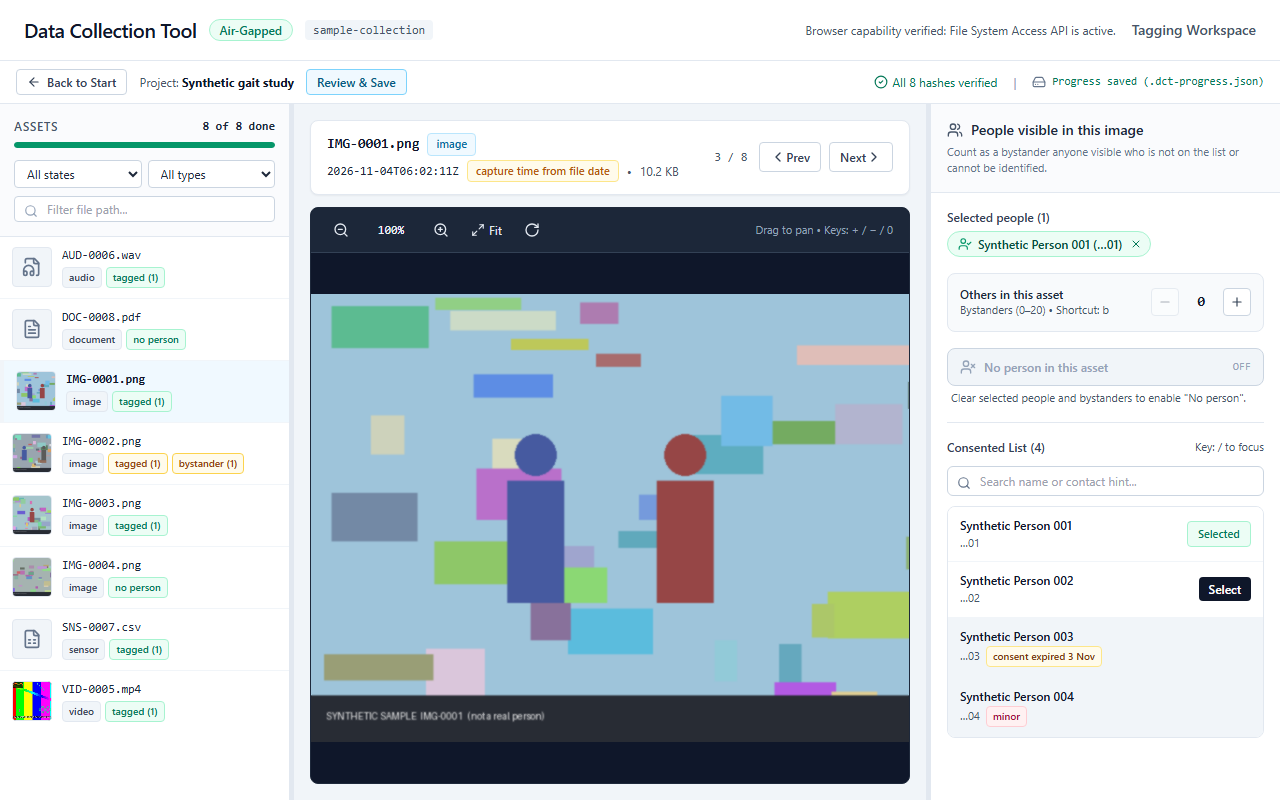 Data Collection Tool
Air-Gapped
sample-collection
Browser capability verified: File System Access API is active.
Tagging Workspace
Back to Start
Project: Synthetic gait study
Review & Save
All 8 hashes verified
|
Progress saved (.dct-progress.json)
ASSETS
8 of 8 done
All states
All types
Filter file path...
AUD-0006.wav
audio
tagged (1)
DOC-0008.pdf
document
no person
IMG-0001.png
image
tagged (1)
IMG-0002.png
image
tagged (1)
bystander (1)
IMG-0003.png
image
tagged (1)
IMG-0004.png
image
no person
SNS-0007.csv
sensor
tagged (1)
VID-0005.mp4
video
tagged (1)
IMG-0001.png
image
2026-11-04T06:02:11Z
capture time from file date
• 10.2 KB
3 / 8
Prev
Next
100%
Fit
Drag to pan • Keys: + / − / 0
SYNTHETIC SAMPLE IMG-0001 (not a real person)
People visible in this image
Count as a bystander anyone visible who is not on the list or
cannot be identified.
Selected people (1)
Synthetic Person 001 (...01) ×
Others in this asset
Bystanders (0–20) • Shortcut: b
− 0 +
No person in this asset
OFF
Clear selected people and bystanders to enable "No person".
Consented List (4)
Key: / to focus
Search name or contact hint...
Synthetic Person 001
...01
Selected
Synthetic Person 002
...02
Select
Synthetic Person 003
...03
consent expired 3 Nov
Synthetic Person 004
...04
minor